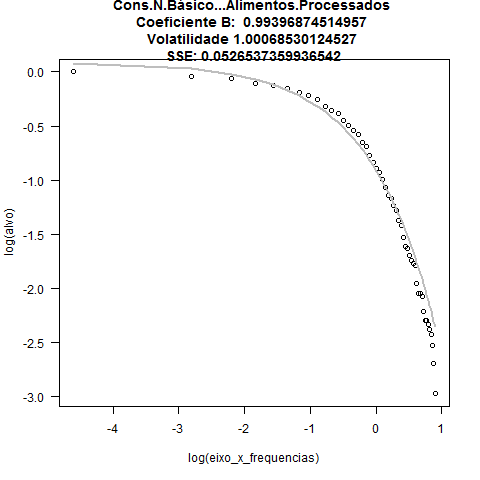 Cons.N.Básico...Alimentos.Processados
Coeficiente B:  0.99396874514957
Volatilidade 1.00068530124527
SSE: 0.0526537359936542
0.0
-0.5
-1.0
-1.5
-2.0
-2.5
-3.0
log(alvo)
-4
-3
-2
-1
0
1
log(eixo_x_frequencias)